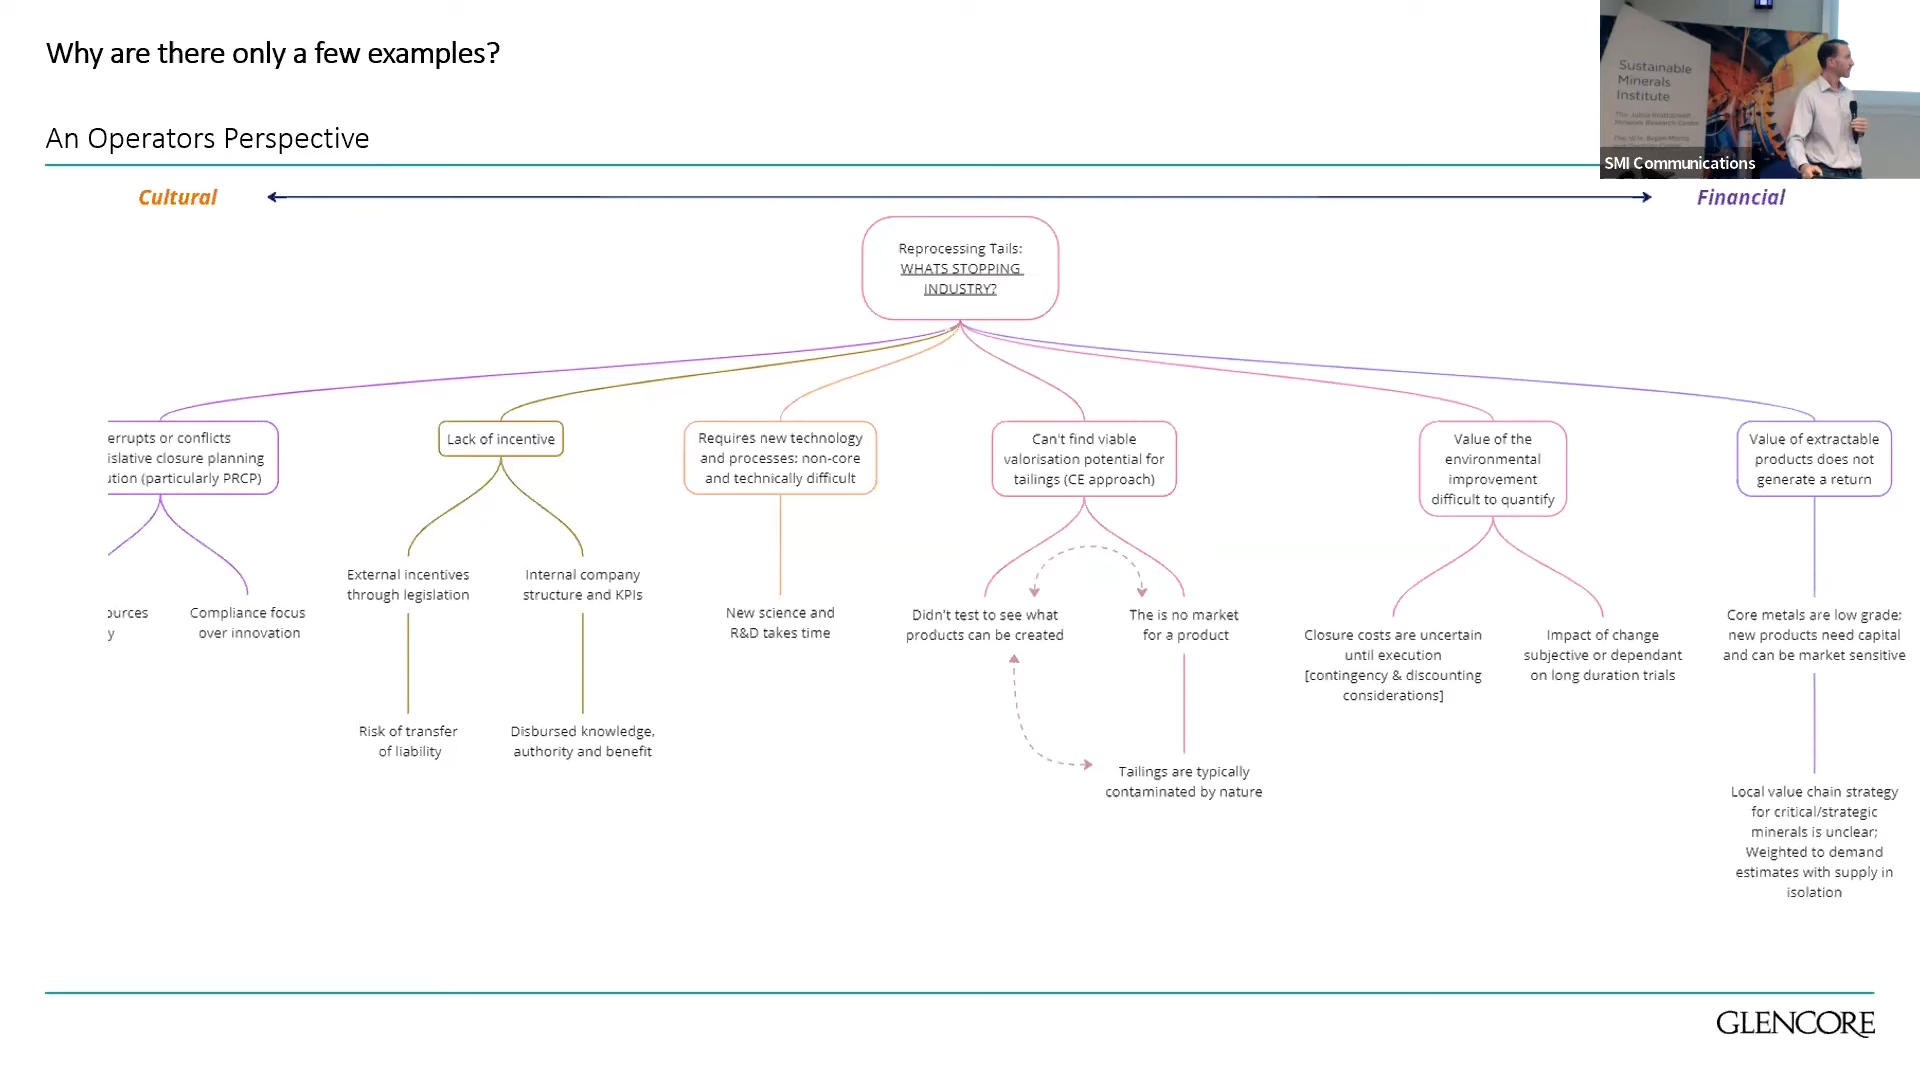 Why are there only a few examples?
An Operators Perspective
Sustainable
Minerals
Institute
SMI Communications
Cultural
Financial
Reprocessing Tails:
WHATS STOPPING
INDUSTRY?
errupts or conflicts
islative closure planning
ution (particularly PRCP)
Lack of incentive
Requires new technology
and processes: non-core
and technically difficult
Can't find viable
valorisation potential for
tailings (CE approach)
Value of the
environmental
improvement
difficult to quantify
Value of extractable
products does not
generate a return
ources
y
Compliance focus
over innovation
External incentives
through legislation
Internal company
structure and KPIs
New science and
R&D takes time
Didn't test to see what
products can be created
The is no market
for a product
Closure costs are uncertain
until execution
[contingency & discounting
considerations]
Impact of change
subjective or dependant
on long duration trials
Core metals are low grade;
new products need capital
and can be market sensitive
Risk of transfer
of liability
Disbursed knowledge,
authority and benefit
Tailings are typically
contaminated by nature
Local value chain strategy
for critical/strategic
minerals is unclear;
Weighted to demand
estimates with supply in
isolation
GLENCORE